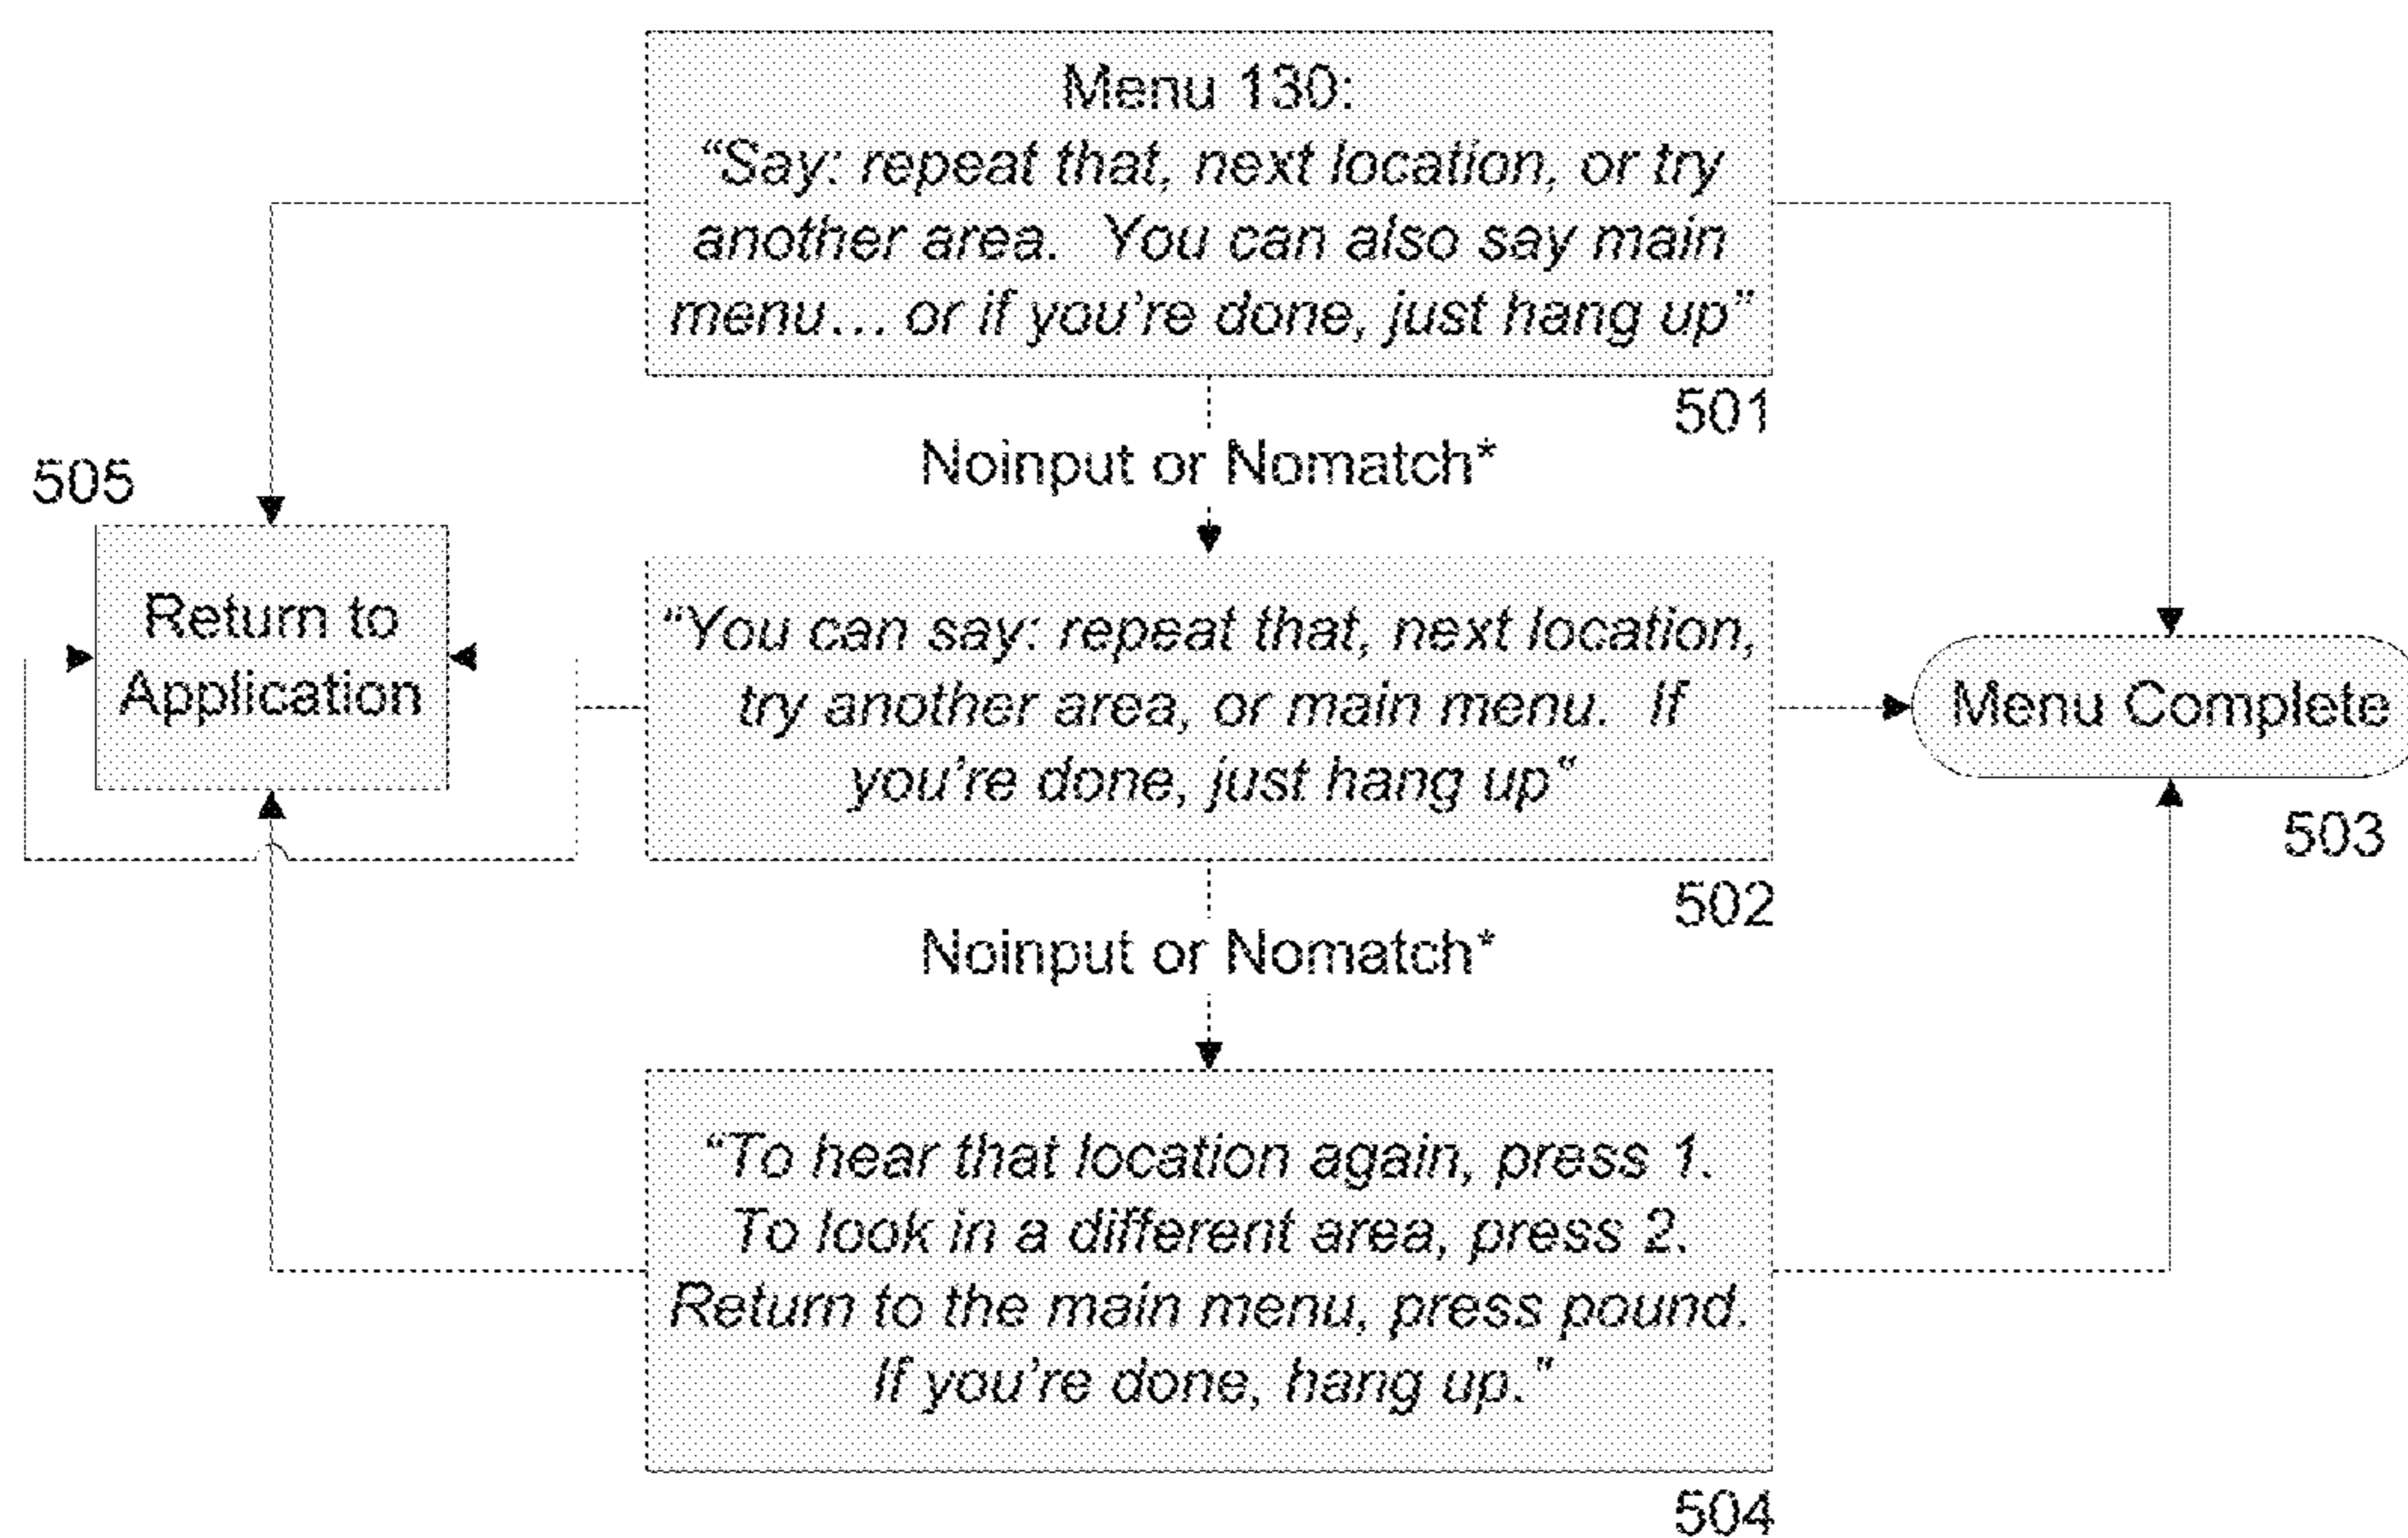 Menu 130:
“Say: repeat that, next location, or try
another area.  You can also say main
menu… or if you’re done, just hang up”
501
Noinput or Nomatch*
505
Return to
Application
“You can say: repeat that, next location,
try another area, or main menu.  If
you’re done, just hang up“
Menu Complete
503
502
Noinput or Nomatch*
“To hear that location again, press 1.
To look in a different area, press 2.
Return to the main menu, press pound.
If you’re done, hang up.”
504